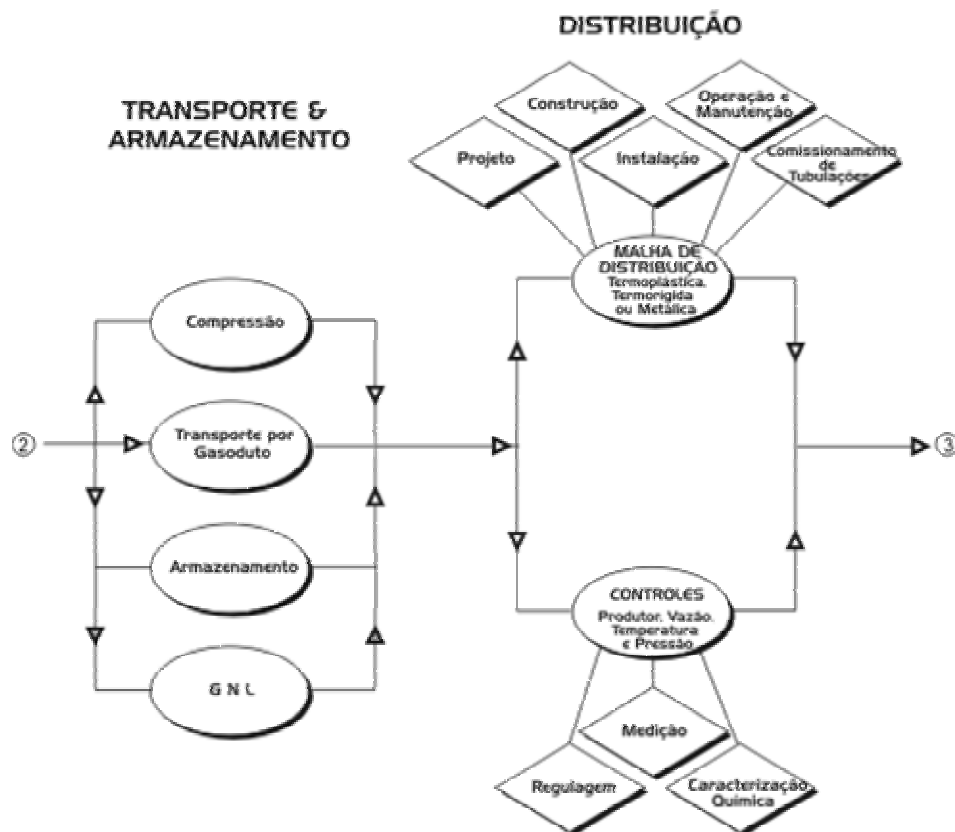 DISTRIBUIÇÃO
TRANSPORTE &
ARMAZENAMENTO
Construção
Operação e
Manutenção
Projeto
Instalação
Comissionamento
de
Tubulações
MALHA DE
DISTRIBUIÇÃO
Termoplástica,
Termorígida
ou Metálica
Compressão
2
Transporte por
Gasoduto
3
Armazenamento
CONTROLES
Produtor, Vazão,
Temperatura
e Pressão
G N L
Medição
Regulagem
Caracterização
Química